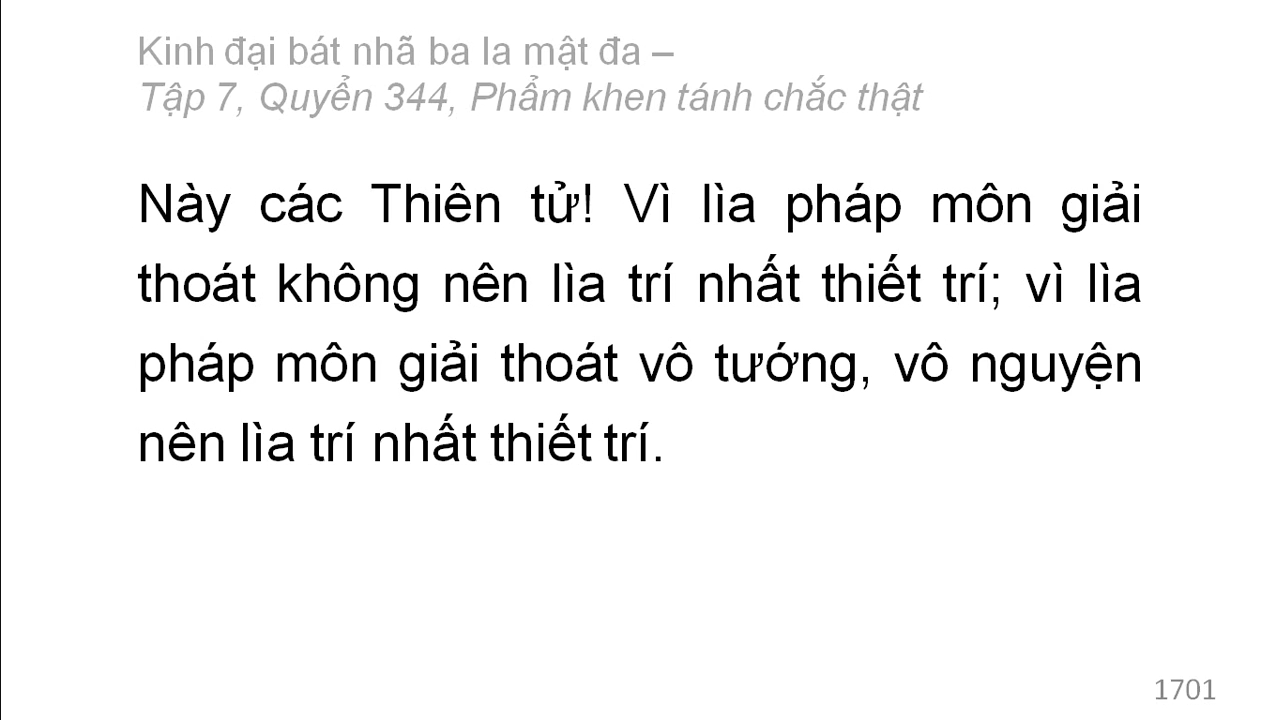 Kinh đại bát nhã ba la mật đa –
Tập 7, Quyển 344, Phẩm khen tánh chắc thật
Này các Thiên tử! Vì lìa pháp môn giải
thoát không nên lìa trí nhất thiết trí; vì lìa
pháp môn giải thoát vô tướng, vô nguyện
nên lìa trí nhất thiết trí.
1701